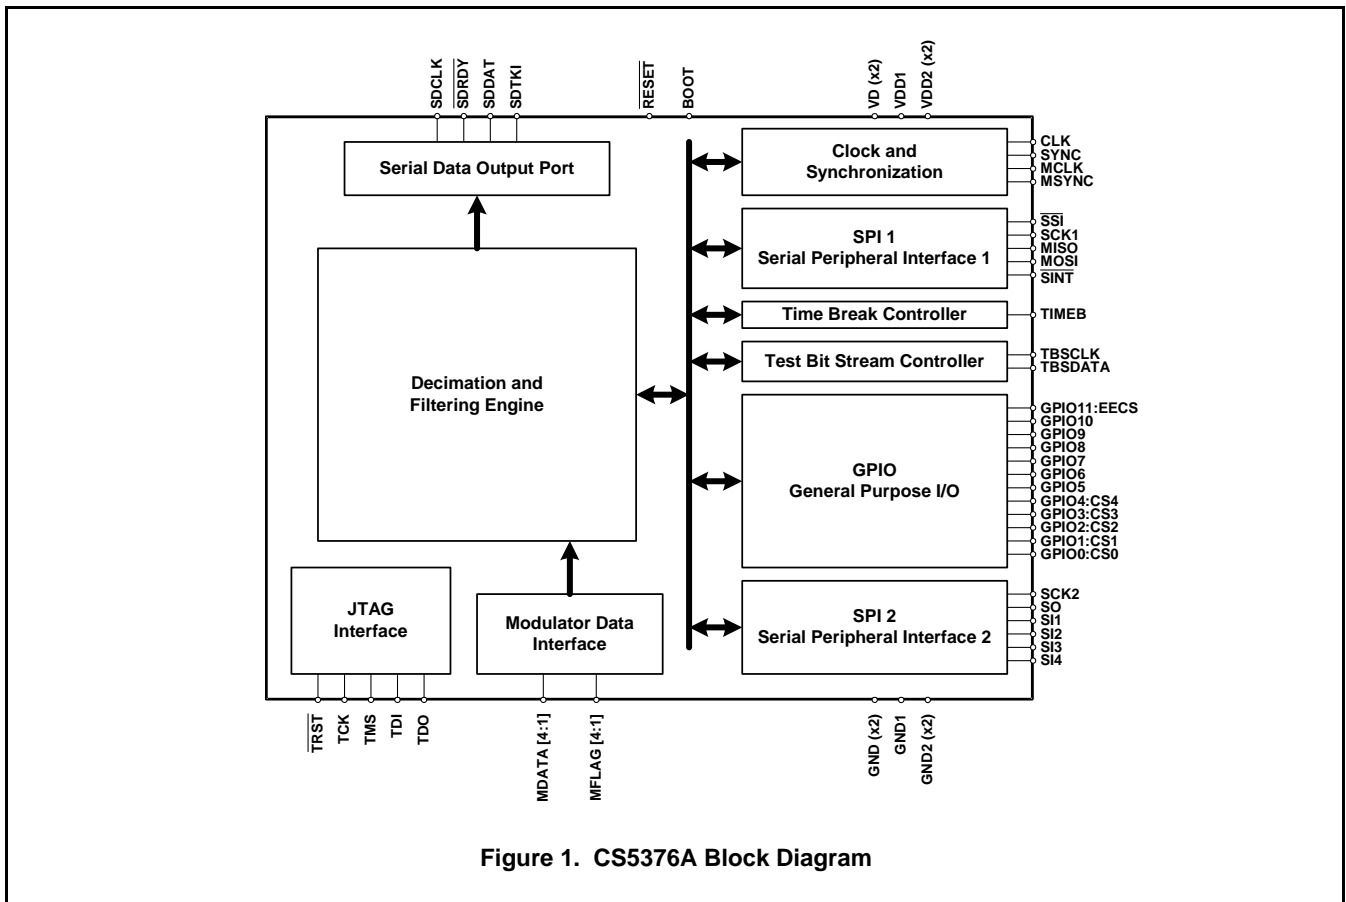 SDCLK
SDRDY
SDDAT
SDTKI
RESET
BOOT
VD (x2)
VDD1
VDD2 (x2)
Serial Data Output Port
Clock and
Synchronization
CLK
SYNC
MCLK
MSYNC
SPI 1
Serial Peripheral Interface 1
SSI
SCK1
MISO
MOSI
SINT
Time Break Controller
TIMEB
Test Bit Stream Controller
TBSCLK
TBSDATA
Decimation and
Filtering Engine
GPIO
General Purpose I/O
GPIO11:EECS
GPIO10
GPIO9
GPIO8
GPIO7
GPIO6
GPIO5
GPIO4:CS4
GPIO3:CS3
GPIO2:CS2
GPIO1:CS1
GPIO0:CS0
JTAG
Interface
Modulator Data
Interface
SPI 2
Serial Peripheral Interface 2
SCK2
SO
SI1
SI2
SI3
SI4
TRST
TCK
TMS
TDI
TDO
MDATA [4:1]
MFLAG [4:1]
GND (x2)
GND1
GND2 (x2)
Figure 1. CS5376A Block Diagram